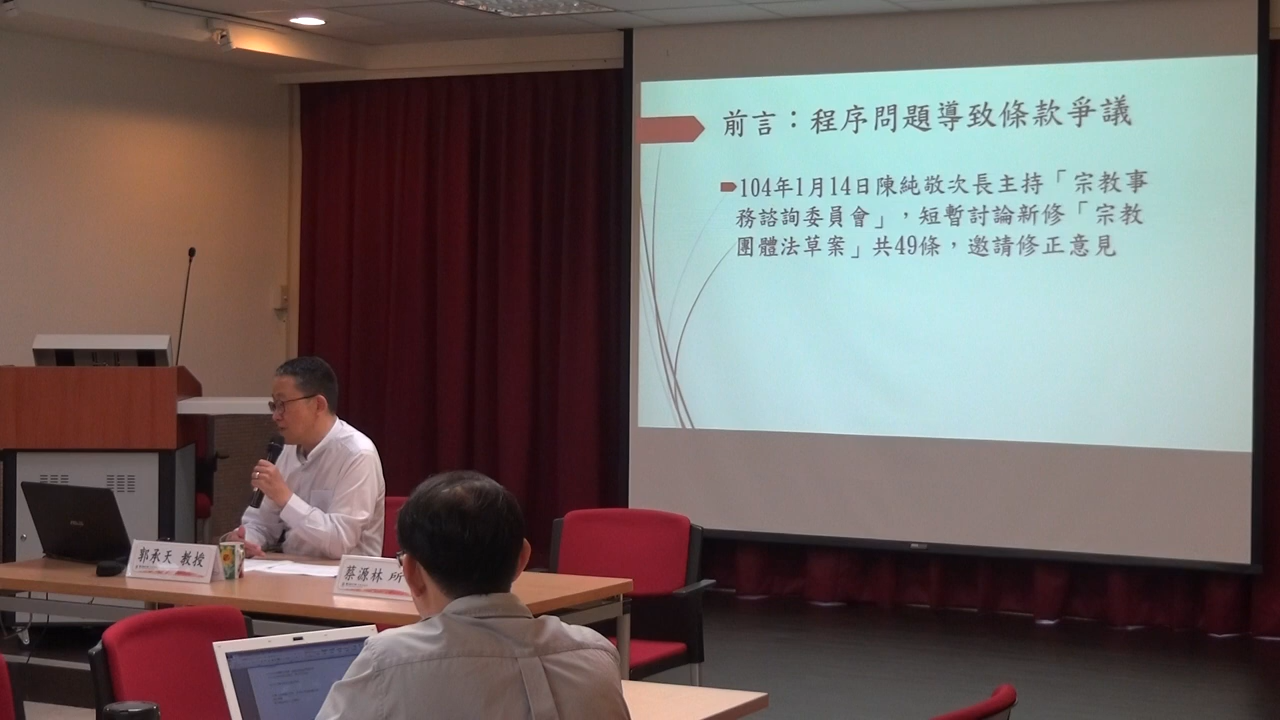 前言：程序問題導致條款爭議
104年1月14日陳純敬次長主持「宗教事
務諮詢委員會」，短暫討論新修「宗教
團體法草案」共49條，邀請修正意見
郭承天 教授
蔡源林 所